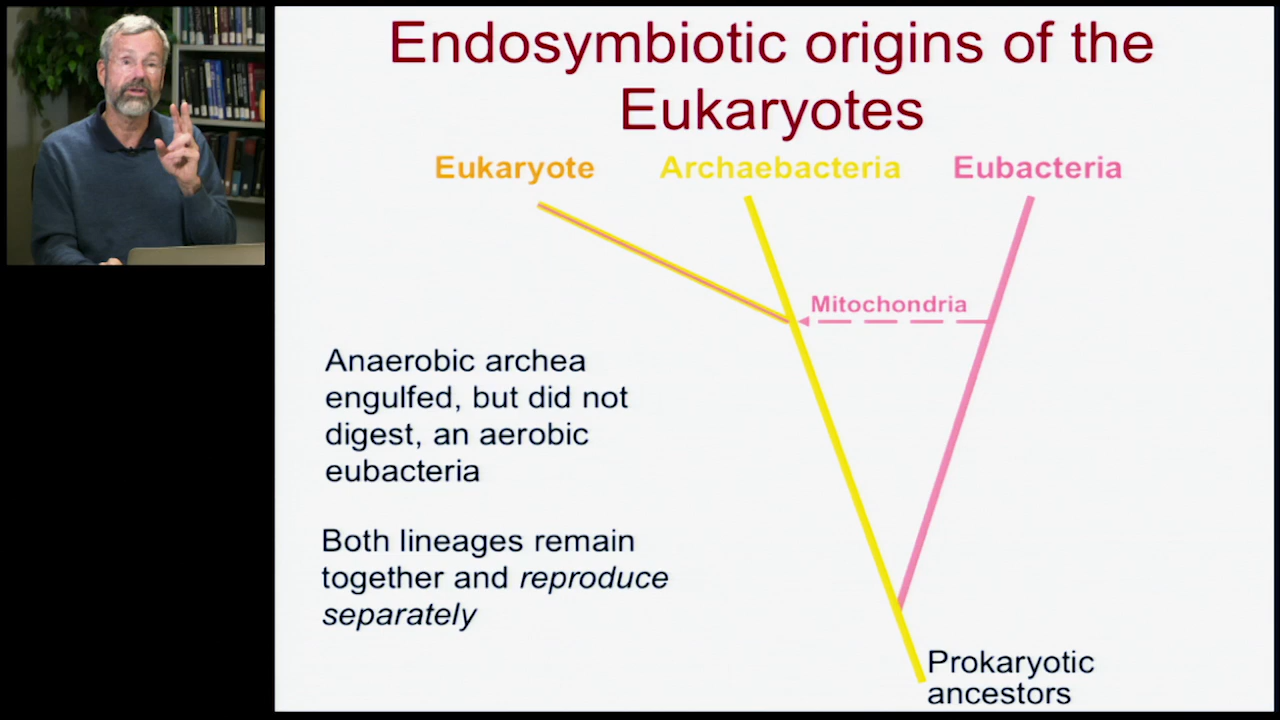 Endosymbiotic origins of the
Eukaryotes
Eukaryote
Archaebacteria
Eubacteria
Mitochondria
Anaerobic archea
engulfed, but did not
digest, an aerobic
eubacteria
Both lineages remain
together and reproduce
separately
Prokaryotic
ancestors